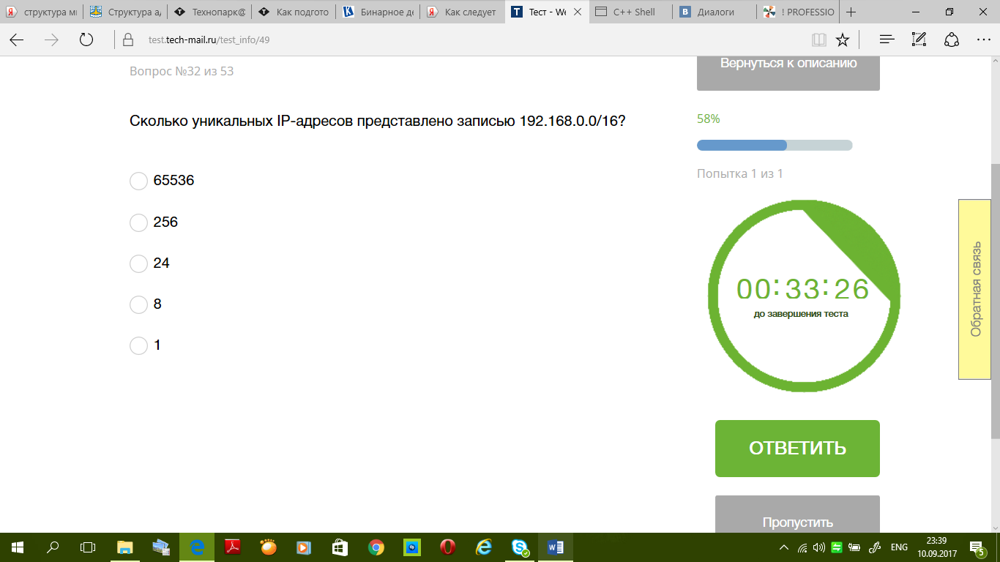 структура ми
Структура а
Технопарк@
Как подгото
Бинарное де
Как следует
Тест - We
C++ Shell
Диалоги
! PROFESSIO
test.tech-mail.ru/test_info/49
Вопрос №32 из 53
Вернуться к описанию
Сколько уникальных IP-адресов представлено записью 192.168.0.0/16?
58%
Попытка 1 из 1
65536
256
24
8
1
00:33:26
до завершения теста
Обратная связь
ОТВЕТИТЬ
Пропустить
ENG
23:39
10.09.2017
5